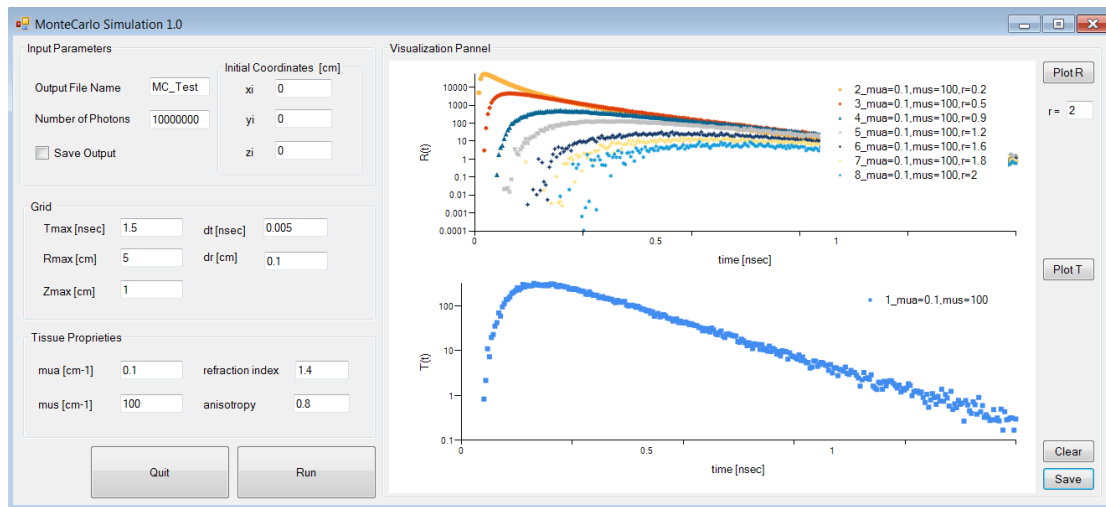 MonteCarlo Simulation 1.0
Input Parameters
Output File Name MC_Test
Number of Photons 10000000
Save Output
Initial Coordinates [cm]
xi 0
yi 0
zi 0
Grid
Tmax [nsec] 1.5 dt [nsec] 0.005
Rmax [cm] 5 dr [cm] 0.1
Zmax [cm] 1
Tissue Proprieties
mua [cm-1] 0.1 refraction index 1.4
mus [cm-1] 100 anisotropy 0.8
Quit Run
Visualization Pannel
R(t)
10000
1000
100
10
1
0.1
0.01
0.001
0.0001
0 0.5 1
time [nsec]
2_mua=0.1,mus=100,r=0.2
3_mua=0.1,mus=100,r=0.5
4_mua=0.1,mus=100,r=0.9
5_mua=0.1,mus=100,r=1.2
6_mua=0.1,mus=100,r=1.6
7_mua=0.1,mus=100,r=1.8
8_mua=0.1,mus=100,r=2
T(t)
100
10
1
0.1
0 0.5 1
time [nsec]
1_mua=0.1,mus=100
Plot R
r = 2
Plot T
Clear
Save